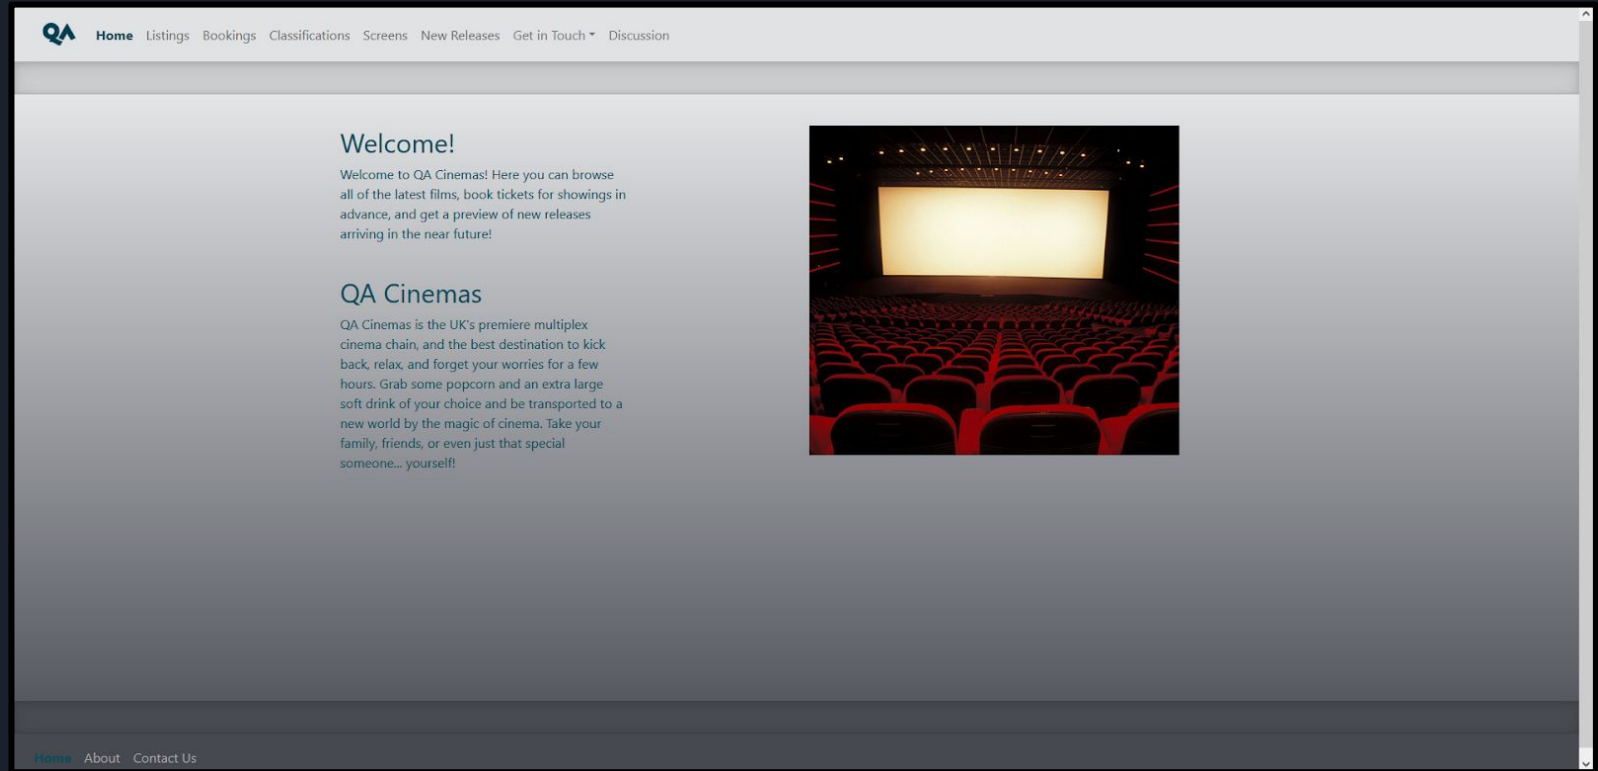 QA Home Listings Bookings Classifications Screens New Releases Get in Touch Discussion
Welcome!
Welcome to QA Cinemas! Here you can browse
all of the latest films, book tickets for showings in
advance, and get a preview of new releases
arriving in the near future!
QA Cinemas
QA Cinemas is the UK's premiere multiplex
cinema chain, and the best destination to kick
back, relax, and forget your worries for a few
hours. Grab some popcorn and an extra large
soft drink of your choice and be transported to a
new world by the magic of cinema. Take your
family, friends, or even just that special
someone... yourself!
Home About Contact Us